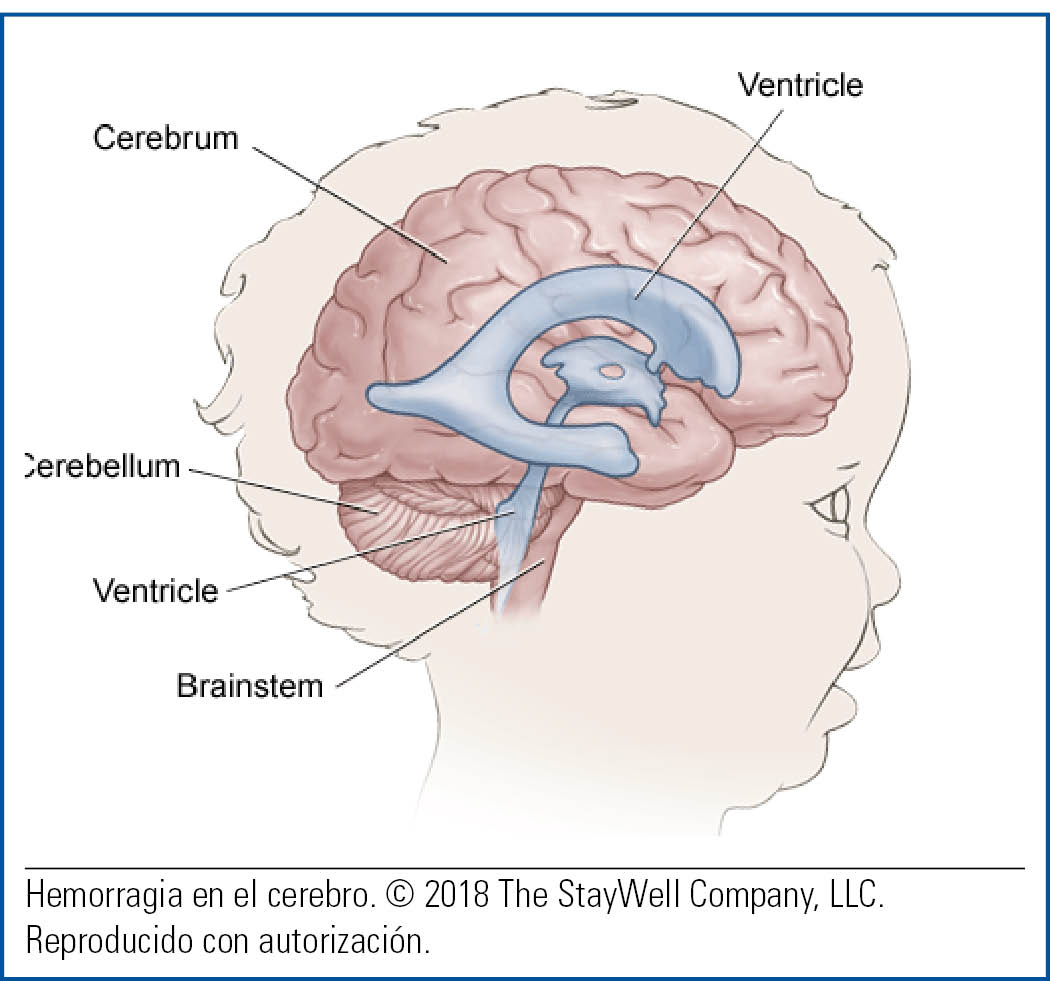 Ventricle
Cerebrum
Cerebellum
Ventricle
Brainstem
Hemorragia en el cerebro. © 2018 The StayWell Company, LLC.
Reproducido con autorización.